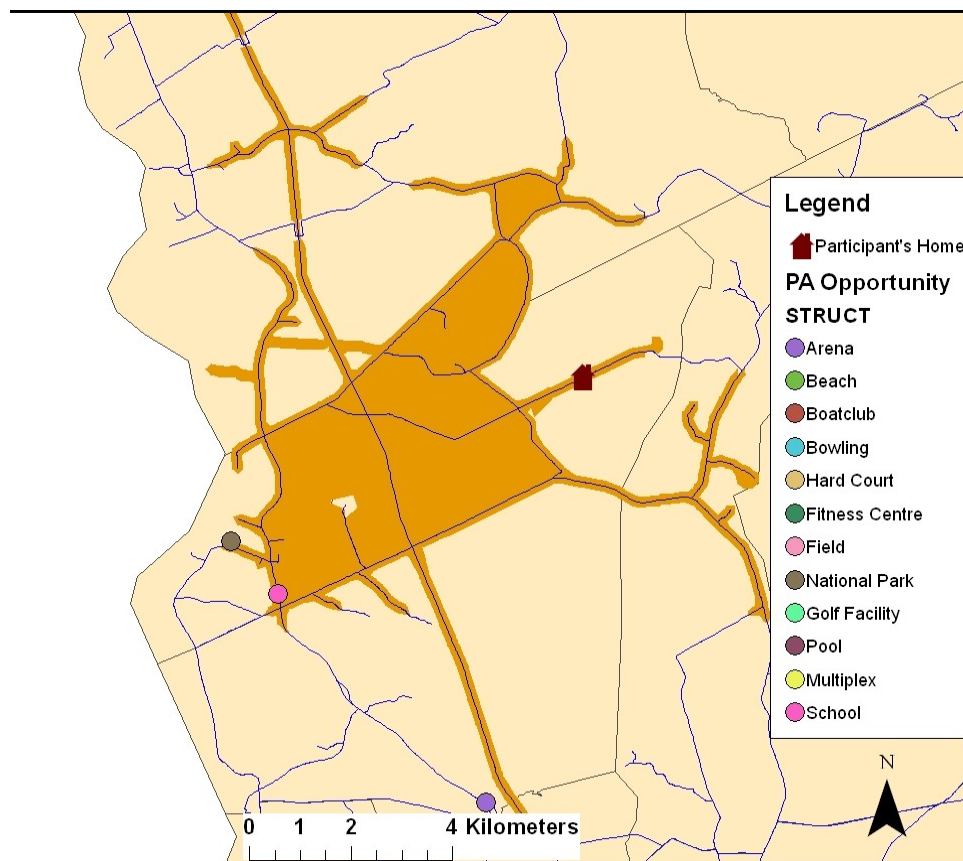 Legend
Participant's Home
PA Opportunity
STRUCT
Arena
Beach
Boatclub
Bowling
Hard Court
Fitness Centre
Field
National Park
Golf Facility
Pool
Multiplex
School
N
0 1 2 4 Kilometers